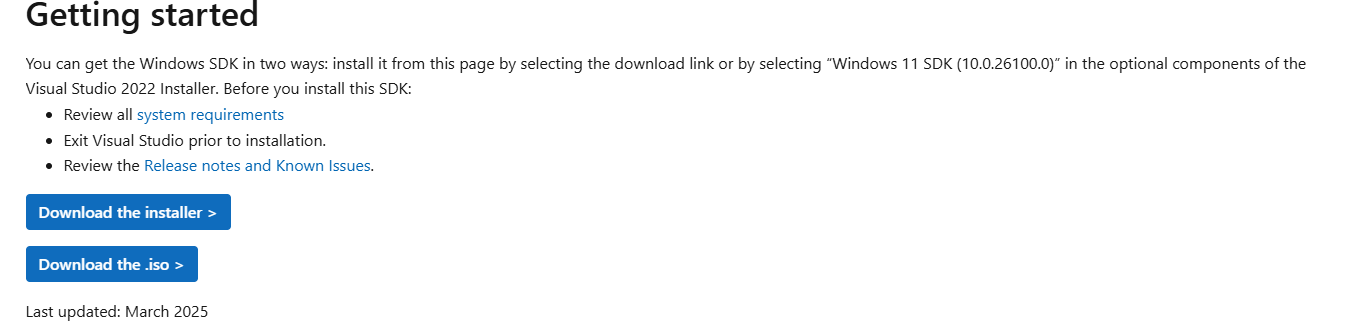 Getting started
You can get the Windows SDK in two ways: install it from this page by selecting the download link or by selecting “Windows 11 SDK (10.0.26100.0)” in the optional components of the
Visual Studio 2022 Installer. Before you install this SDK:
• Review all system requirements
• Exit Visual Studio prior to installation.
• Review the Release notes and Known Issues.
Download the installer >
Download the .iso >
Last updated: March 2025